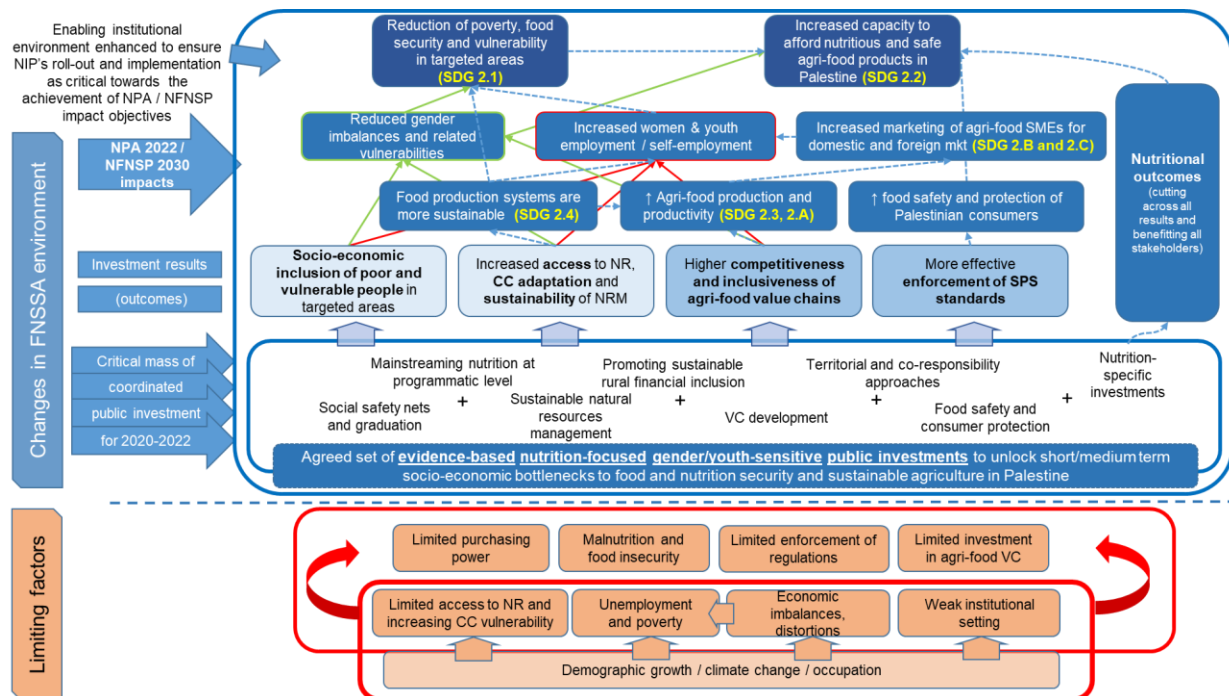 Enabling institutional
environment enhanced to ensure
NIP's roll-out and implementation
as critical towards the
achievement of NPA / NFNSP
impact objectives
Changes in FNSSA environment
NPA 2022 /
NFNSP 2030
impacts
Investment results
(outcomes)
Critical mass of
coordinated
public investment
for 2020-2022
Reduction of poverty, food
security and vulnerability
in targeted areas
(SDG 2.1)
Increased capacity to
afford nutritious and safe
agri-food products in
Palestine (SDG 2.2)
Reduced gender
imbalances and related
vulnerabilities
Increased women & youth
employment / self-employment
Increased marketing of agri-food SMEs for
domestic and foreign mkt (SDG 2.B and 2.C)
Food production systems are
more sustainable (SDG 2.4)
↑ Agri-food production and
productivity (SDG 2.3, 2.A)
↑ food safety and protection of
Palestinian consumers
Nutritional
outcomes
(cutting
across all
results and
benefitting all
stakeholders)
Socio-economic
inclusion of poor and
vulnerable people in
targeted areas
Increased access to NR,
CC adaptation and
sustainability of NRM
Higher competitiveness
and inclusiveness of
agri-food value chains
More effective
enforcement of SPS
standards
Mainstreaming nutrition at
programmatic level
Promoting sustainable
rural financial inclusion
Territorial and co-responsibility
approaches
Nutrition-
specific
investments
+
+
+
+
Social safety nets
and graduation
Sustainable natural
resources
management
VC development
Food safety and
consumer protection
Agreed set of evidence-based nutrition-focused gender/youth-sensitive public investments to unlock short/medium term
socio-economic bottlenecks to food and nutrition security and sustainable agriculture in Palestine
Limiting factors
Limited purchasing
power
Malnutrition and
food insecurity
Limited enforcement of
regulations
Limited investment
in agri-food VC
Limited access to NR and
increasing CC vulnerability
Unemployment
and poverty
Economic
imbalances,
distortions
Weak institutional
setting
Demographic growth / climate change / occupation